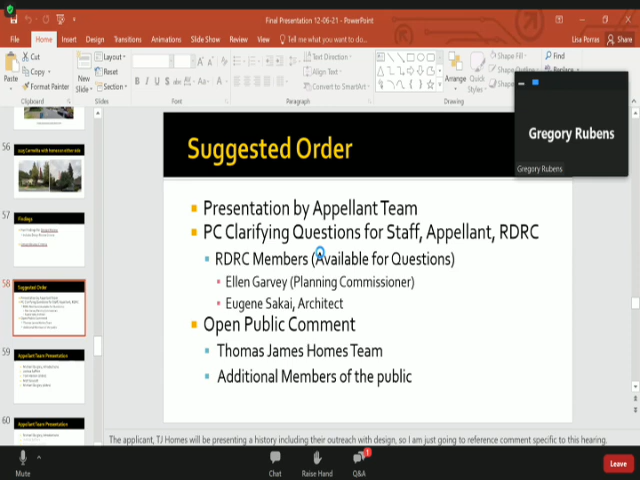 Final Presentation 12-06-21 - PowerPoint
Lisa Porras
File Home Insert Design Transitions Animations Slide Show Review View Tell me what you want to do... Share
Paste
Cut
Copy
Format Painter
Clipboard
New Slide
Layout
Reset
Section
Slides
B I U S
Font
Paragraph
Text Direction
Align Text
Convert to SmartArt
Arrange
Quick Styles
Shape Fill
Shape Outline
Shape Effects
Drawing
Find
Replace
Gregory Rubens
Gregory Rubens
56
57
Findings
58
Suggested Order
59
Appellant Team Presentation
60
Appellant Team Presentation
Suggested Order
Presentation by Appellant Team
PC Clarifying Questions for Staff, Appellant, RDRC
RDRC Members (Available for Questions)
Ellen Garvey (Planning Commissioner)
Eugene Sakai, Architect
Open Public Comment
Thomas James Homes Team
Additional Members of the public
The applicant, TJ Homes will be presenting a history including their outreach with design, so I am just going to reference comment specific to this hearing.
Mute
Chat
Raise Hand
Q&A
1
Leave